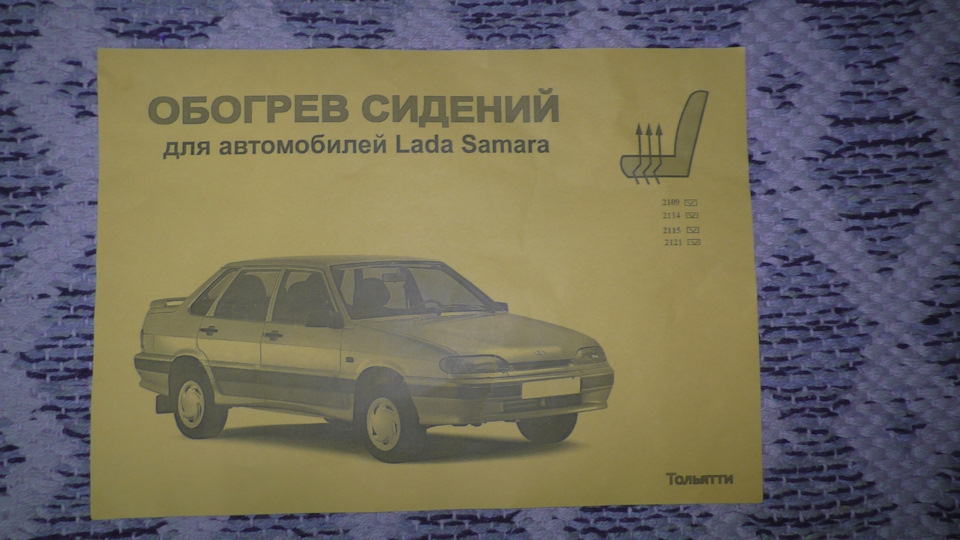 ОБОГРЕВ СИДЕНИЙ
для автомобилей Lada Samara
2109
2114
2115
2121
Тольятти